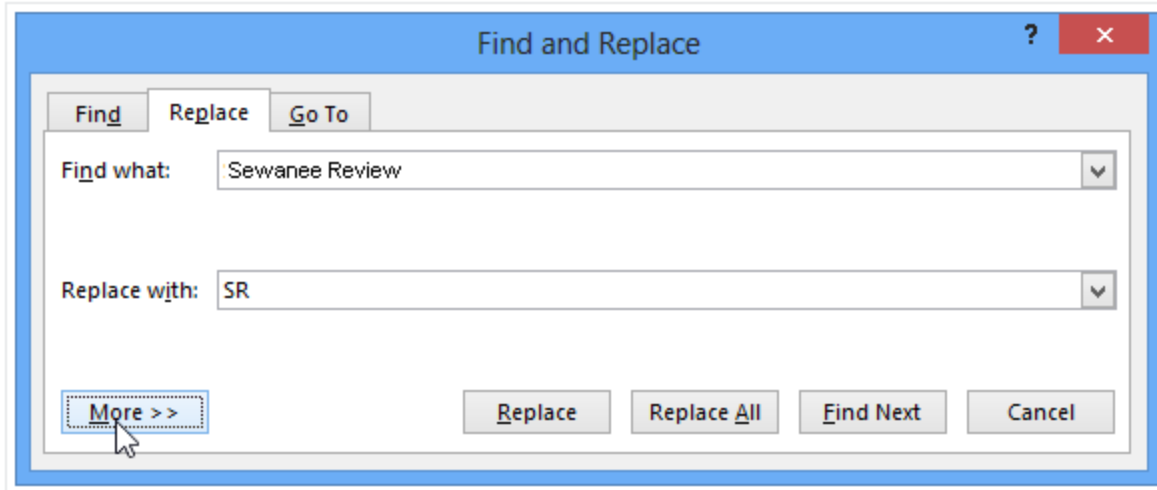 Find and Replace ? ×
Find Replace Go To
Find what: Sewanee Review
Replace with: SR
More >> Replace Replace All Find Next Cancel